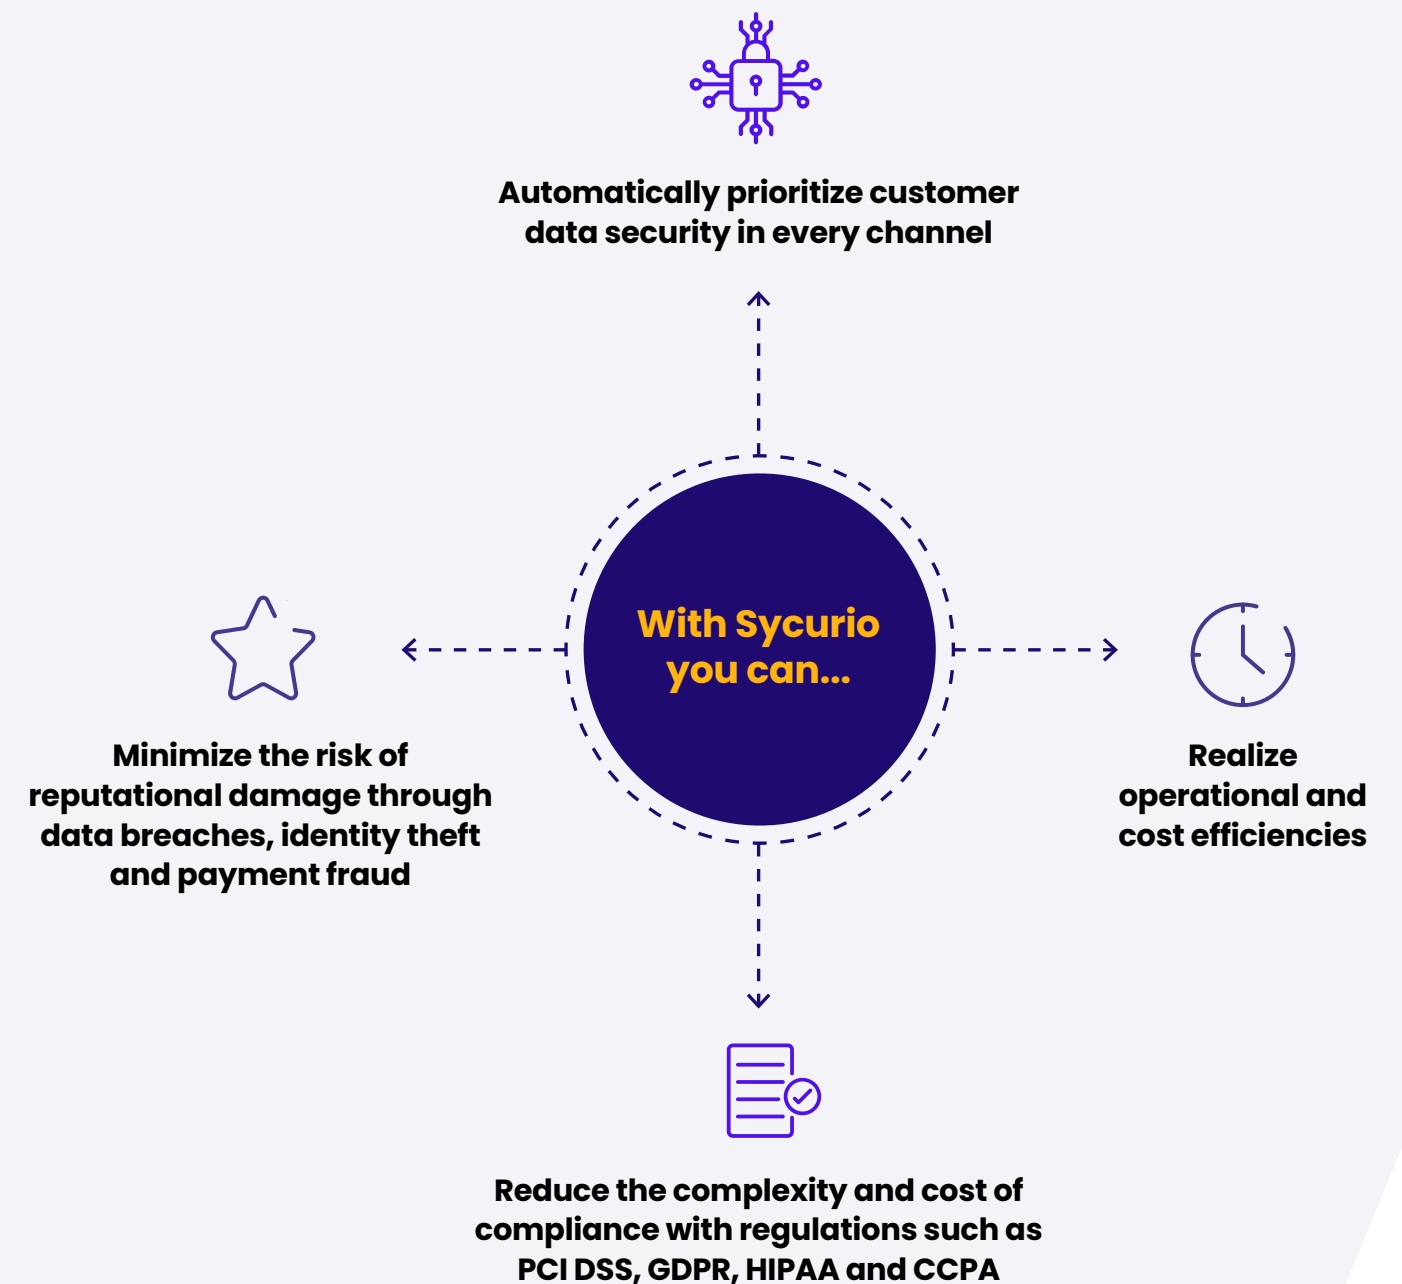 Automatically prioritize customer
data security in every channel
With Sycurio
you can...
Minimize the risk of
reputational damage through
data breaches, identity theft
and payment fraud
Realize
operational and
cost efficiencies
Reduce the complexity and cost of
compliance with regulations such as
PCI DSS, GDPR, HIPAA and CCPA